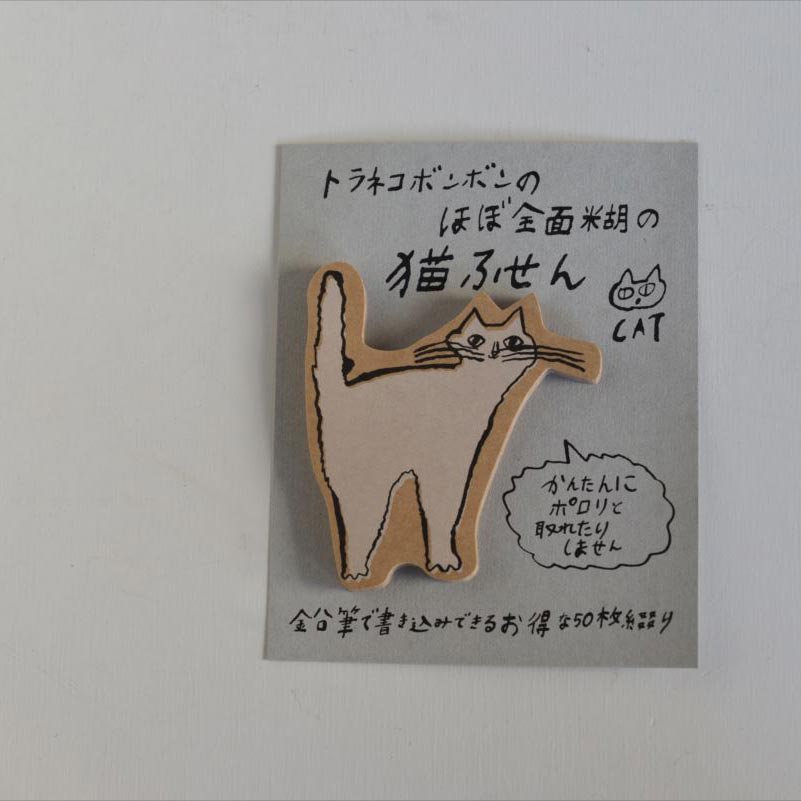 トラネコボンボンの
ほぼ全面糊の
猫ふせん
CAT
かんたんに
ポロリと
取れたり
しません
鉛筆で書き込みできるお得な50枚綴り